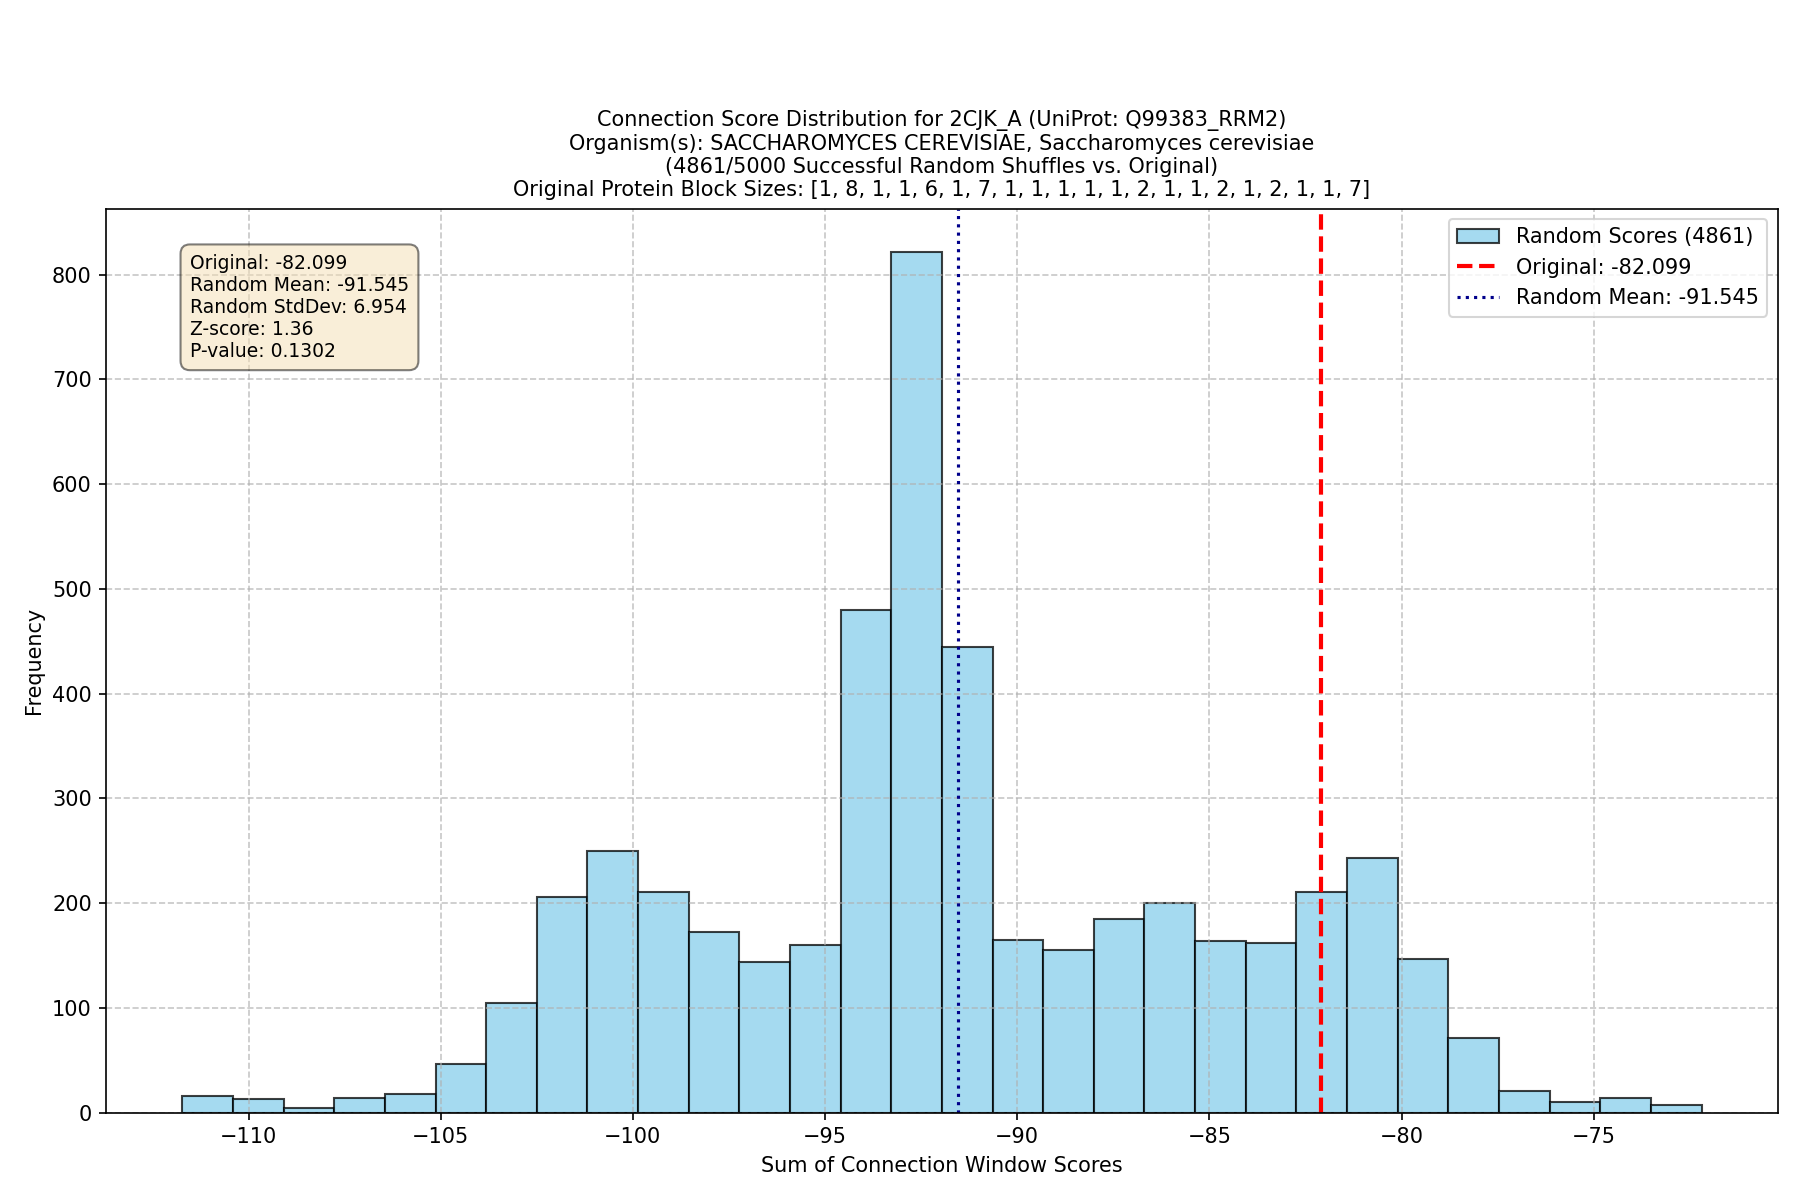 Connection Score Distribution for 2CJK_A (UniProt: Q99383_RRM2)
Organism(s): SACCHAROMYCES CEREVISIAE, Saccharomyces cerevisiae
(4861/5000 Successful Random Shuffles vs. Original)
Original Protein Block Sizes: [1, 8, 1, 1, 6, 1, 7, 1, 1, 1, 1, 1, 2, 1, 1, 2, 1, 2, 1, 1, 7]
Original: -82.099
Random Mean: -91.545
Random StdDev: 6.954
Z-score: 1.36
P-value: 0.1302
Random Scores (4861)
Original: -82.099
Random Mean: -91.545
Frequency
800
700
600
500
400
300
200
100
0
−110
−105
−100
−95
−90
−85
−80
−75
Sum of Connection Window Scores